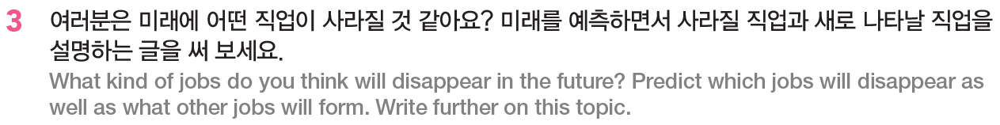 3 여러분은 미래에 어떤 직업이 사라질 것 같아요? 미래를 예측하면서 사라질 직업과 새로 나타날 직업을
설명하는 글을 써 보세요.
What kind of jobs do you think will disappear in the future? Predict which jobs will disappear as
well as what other jobs will form. Write further on this topic.